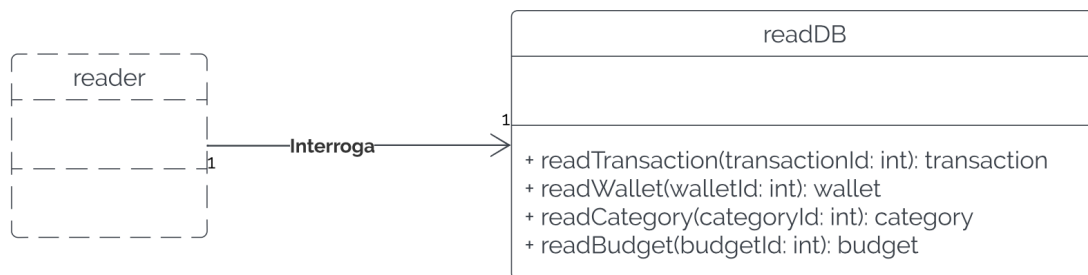 readDB
reader
1
Interroga
1
+ readTransaction(transactionId: int): transaction
+ readWallet(walletId: int): wallet
+ readCategory(categoryId: int): category
+ readBudget(budgetId: int): budget